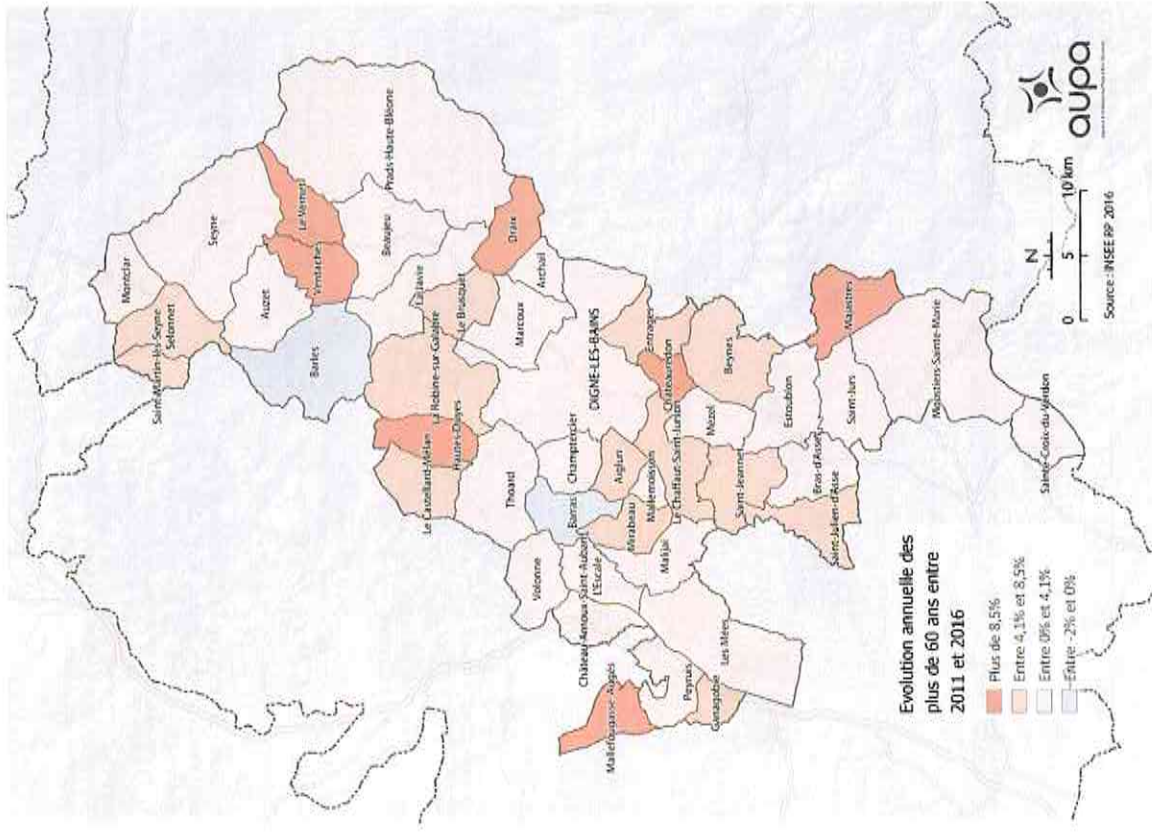 Montclar
Seyne
Saint-Martin-lès-Seyne
Selonnet
Auzet
Le Vernet
Verdaches
Barles
Prads-Haute-Bléone
Beaujeu
La Javie
Draix
Le Brusquet
Archail
La Robine-sur-Galabre
Marcoux
Hautes-Duyes
Le Castellard-Mélan
Thoard
Champtercier
DIGNE-LES-BAINS
Entrages
Barras
Aiglun
Châteauredon
Volonne
Mirabeau
Mallemoisson
Le Chaffaut-Saint-Jurson
Mézel
Beynes
Château-Arnoux-Saint-Auban
L'Escale
Malijai
Saint-Jeannet
Estoublon
Majastres
Mallefougasse-Augès
Peyruis
Les Mées
Ganagobie
Saint-Julien-d'Asse
Bras-d'Asse
Saint-Jurs
Moustiers-Sainte-Marie
Sainte-Croix-du-Verdon
Evolution annuelle des
plus de 60 ans entre
2011 et 2016
Plus de 8,5%
Entre 4,1% et 8,5%
Entre 0% et 4,1%
Entre -2% et 0%
N
0 5 10 km
Source : INSEE RP 2016
aupa